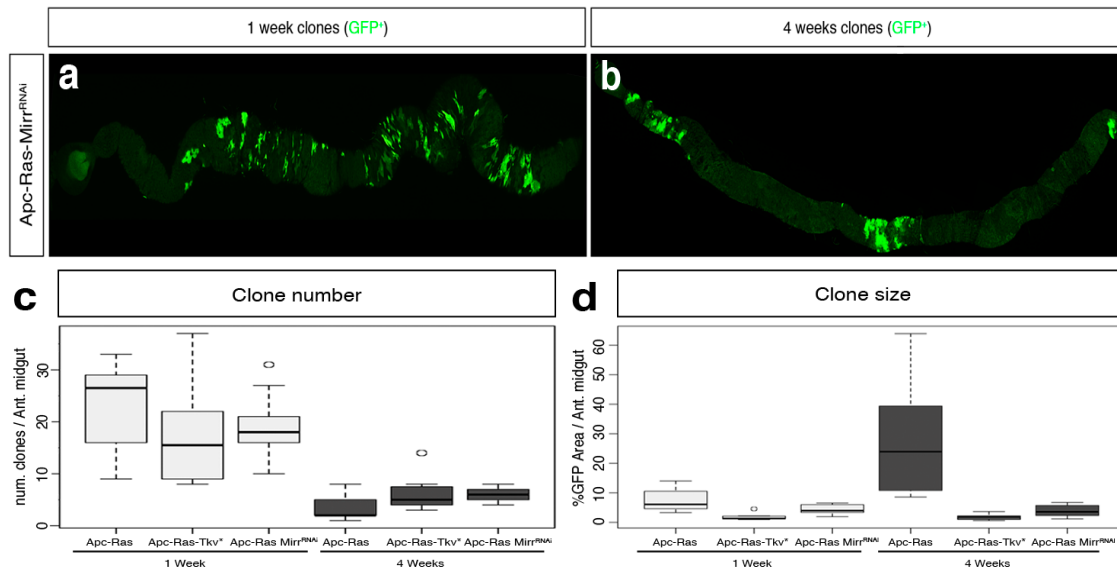 1 week clones (GFP⁺)
4 weeks clones (GFP⁺)
Apc-Ras-Mirrᴿᴺᴬⁱ
a
b
c
Clone number
num. clones / Ant. midgut
30
20
10
0
Apc-Ras
Apc-Ras-Tkv*
Apc-Ras Mirrᴿᴺᴬⁱ
Apc-Ras
Apc-Ras-Tkv*
Apc-Ras Mirrᴿᴺᴬⁱ
1 Week
4 Weeks
d
Clone size
%GFP Area / Ant. midgut
60
50
40
30
20
10
0
Apc-Ras
Apc-Ras-Tkv*
Apc-Ras Mirrᴿᴺᴬⁱ
Apc-Ras
Apc-Ras-Tkv*
Apc-Ras Mirrᴿᴺᴬⁱ
1 Week
4 Weeks